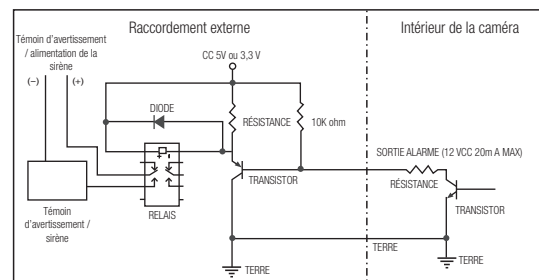 Raccordement externe
Intérieur de la caméra
Témoin d'avertissement
/ alimentation de la
sirène
(–)
(+)
CC 5V ou 3,3 V
DIODE
RÉSISTANCE
10K ohm
+
RELAIS
TRANSISTOR
Témoin
d'avertissement /
sirène
SORTIE ALARME (12 VCC 20m A MAX)
RÉSISTANCE
TRANSISTOR
TERRE
TERRE
TERRE